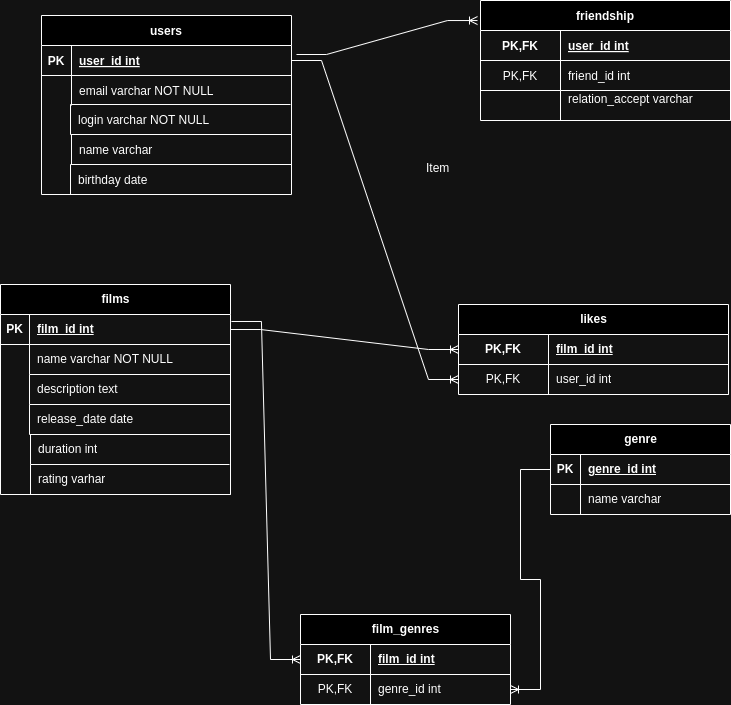 users
PK user_id int
email varchar NOT NULL
login varchar NOT NULL
name varchar
birthday date
friendship
PK,FK user_id int
PK,FK friend_id int
relation_accept varchar
Item
films
PK film_id int
name varchar NOT NULL
description text
release_date date
duration int
rating varhar
likes
PK,FK film_id int
PK,FK user_id int
genre
PK genre_id int
name varchar
film_genres
PK,FK film_id int
PK,FK genre_id int